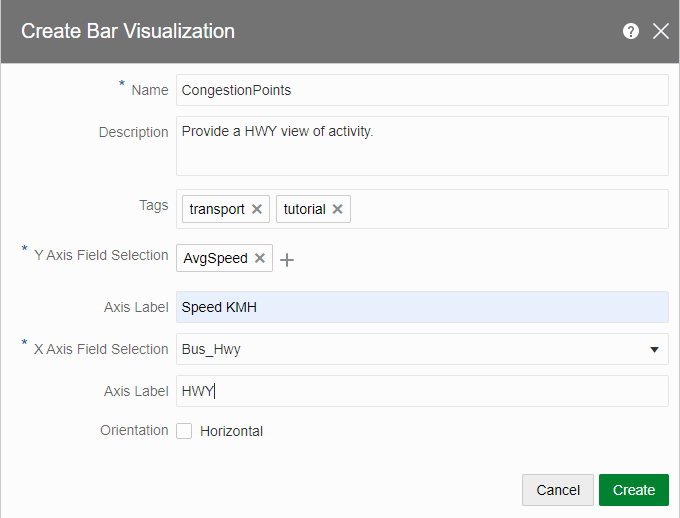 Create Bar Visualization ?
* Name CongestionPoints
Description Provide a HWY view of activity.
Tags transport tutorial
* Y Axis Field Selection AvgSpeed
Axis Label Speed KMH
* X Axis Field Selection Bus_Hwy
Axis Label HWY
Orientation Horizontal
Cancel Create